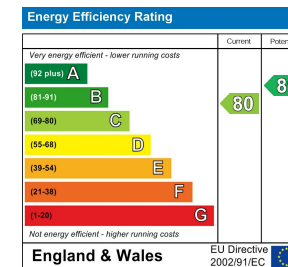 Energy Efficiency Rating
Current
Very energy efficient - lower running costs
(92 plus) A
(81-91) B
80
(69-80) C
(55-68) D
(39-54) E
(21-38) F
(1-20) G
Not energy efficient - higher running costs
England & Wales
EU Directive
2002/91/EC